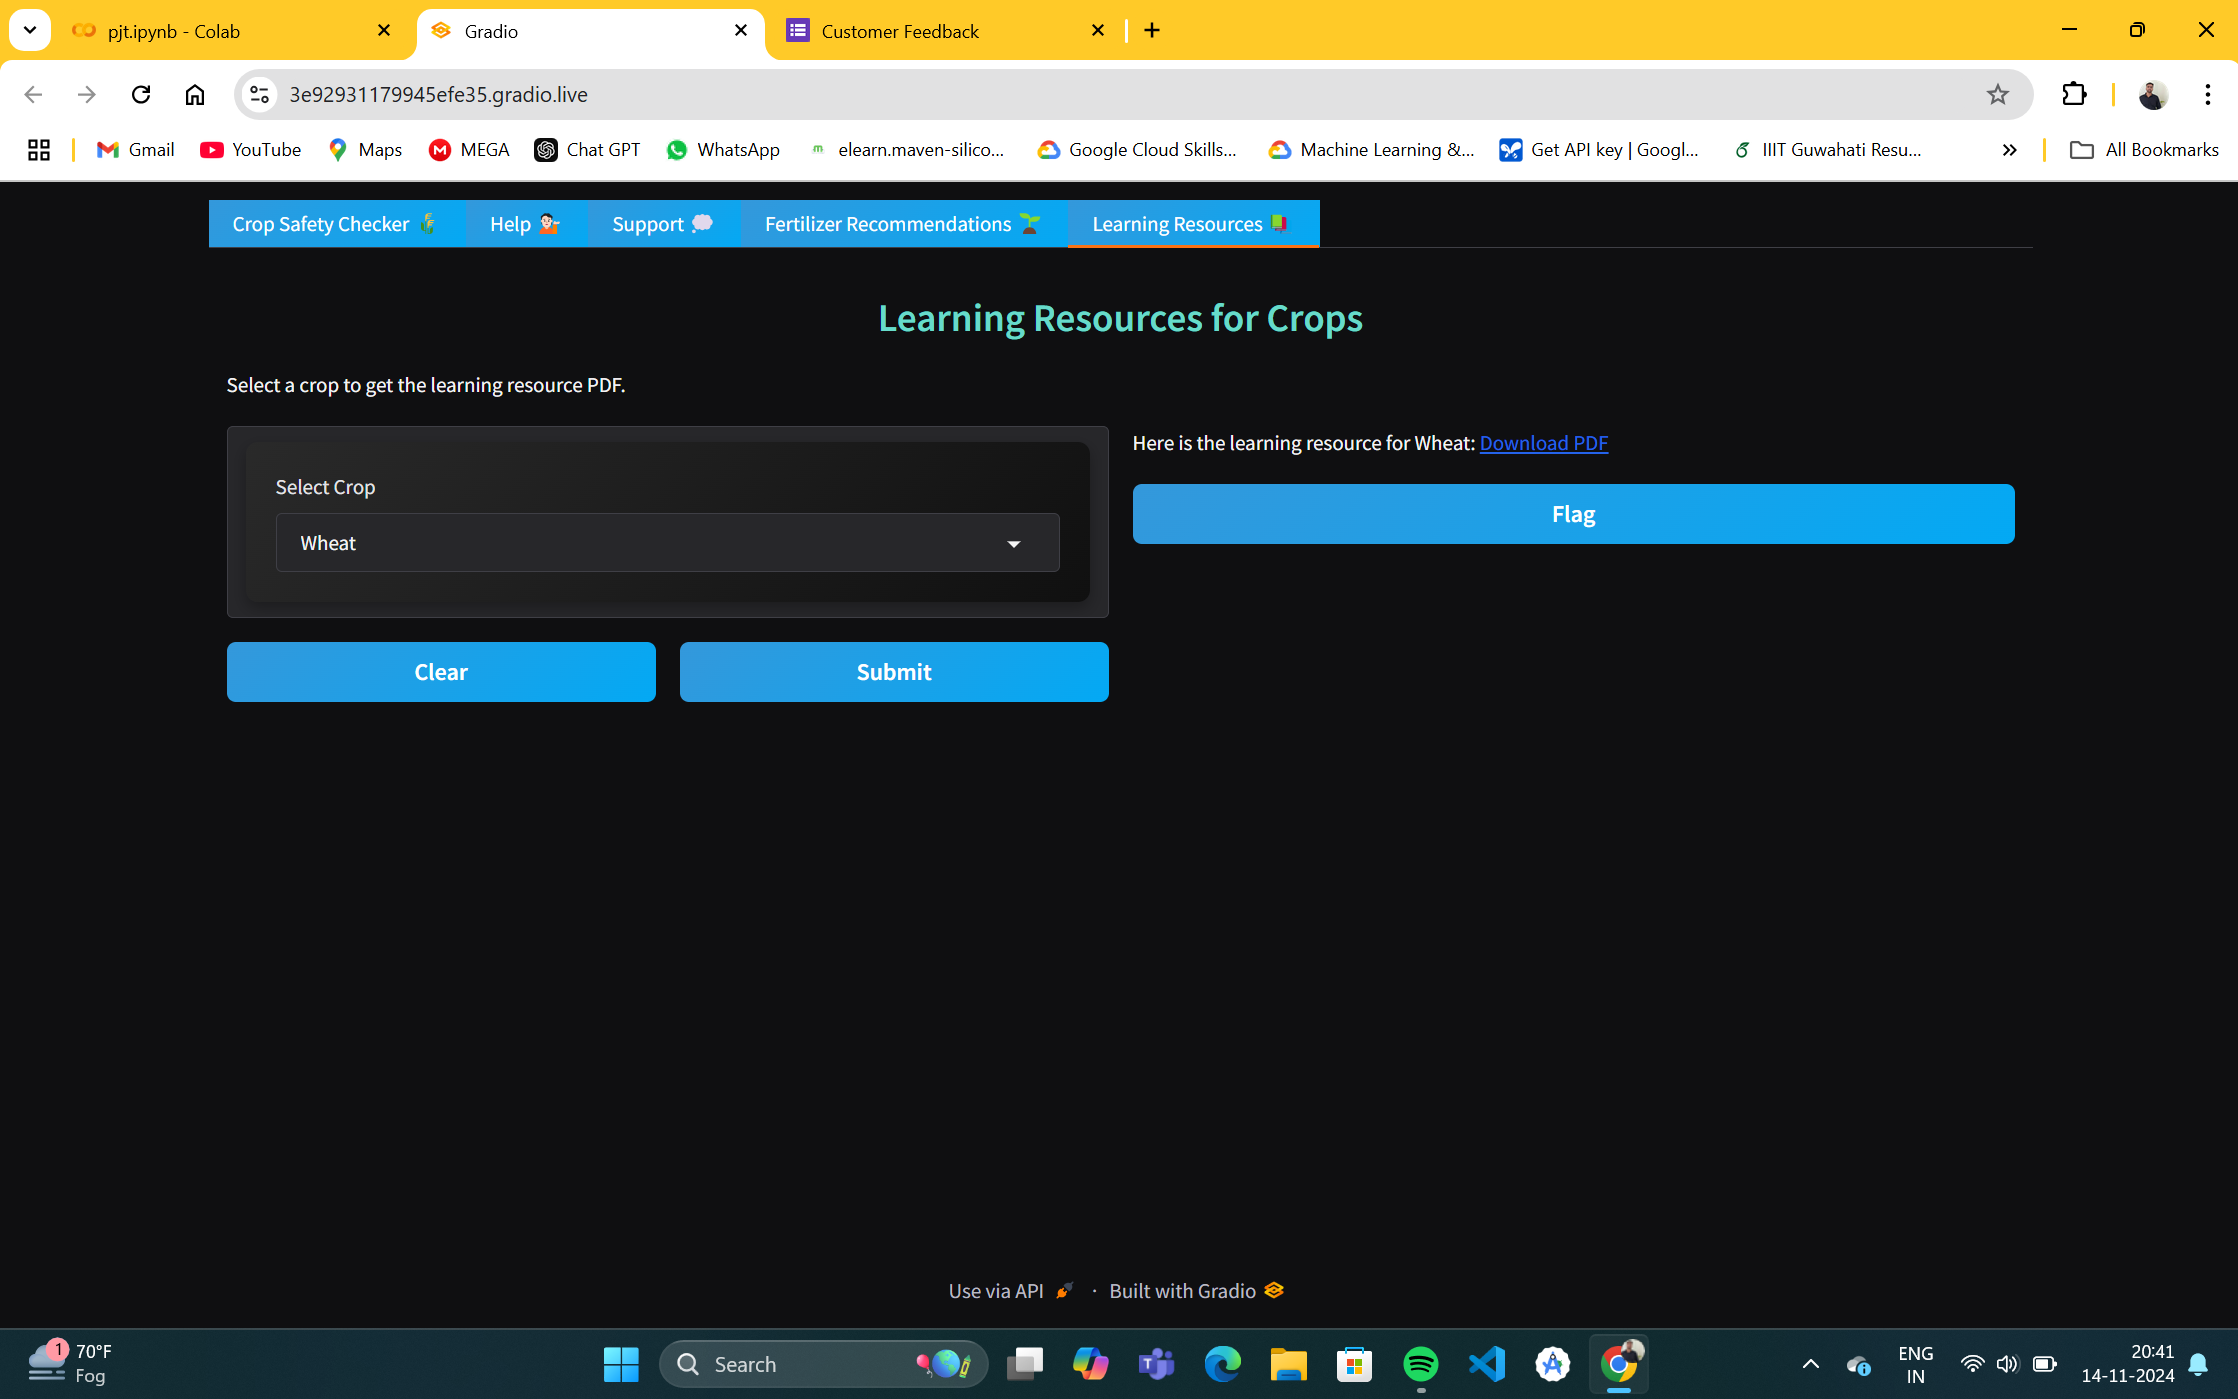 pjt.ipynb - Colab
Gradio
Customer Feedback
3e92931179945efe35.gradio.live
Gmail
YouTube
Maps
MEGA
Chat GPT
WhatsApp
elearn.maven-silico...
Google Cloud Skills...
Machine Learning &...
Get API key | Googl...
IIIT Guwahati Resu...
All Bookmarks
Crop Safety Checker
Help
Support
Fertilizer Recommendations
Learning Resources
Learning Resources for Crops
Select a crop to get the learning resource PDF.
Select Crop
Wheat
Clear
Submit
Here is the learning resource for Wheat: Download PDF
Flag
Use via API · Built with Gradio
1
70°F
Fog
Search
ENG
IN
20:41
14-11-2024